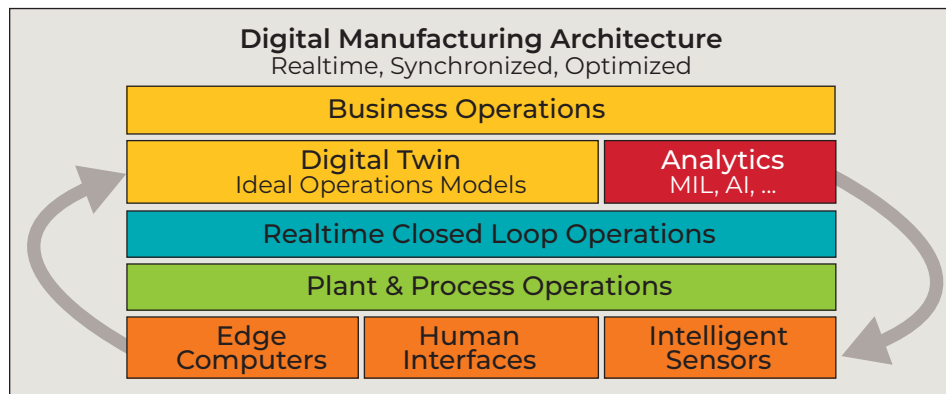 Digital Manufacturing Architecture
Realtime, Synchronized, Optimized
Business Operations
Digital Twin
Ideal Operations Models
Analytics
MIL, AI, ...
Realtime Closed Loop Operations
Plant & Process Operations
Edge
Computers
Human
Interfaces
Intelligent
Sensors